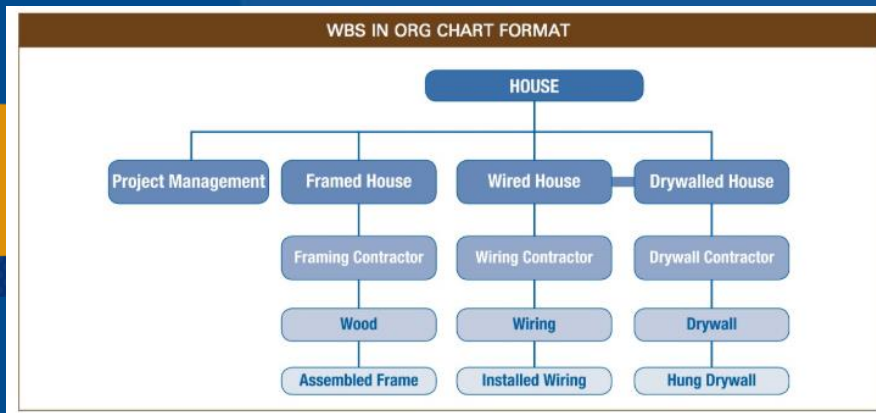 WBS IN ORG CHART FORMAT
HOUSE
Project Management
Framed House
Wired House
Drywalled House
Framing Contractor
Wiring Contractor
Drywall Contractor
Wood
Wiring
Drywall
Assembled Frame
Installed Wiring
Hung Drywall